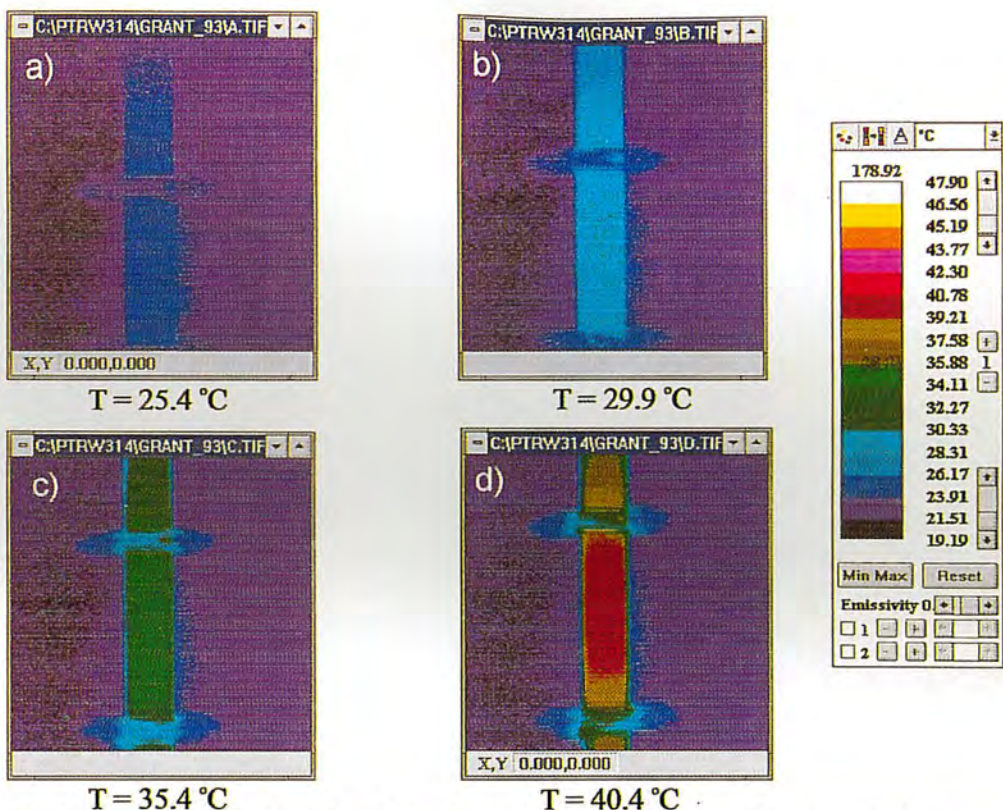 C:\PTRW314\GRANT_93\A.TIF
a)
X,Y 0.000,0.000
T = 25.4 °C
C:\PTRW314\GRANT_93\B.TIF
b)
T = 29.9 °C
C:\PTRW314\GRANT_93\C.TIF
c)
T = 35.4 °C
C:\PTRW314\GRANT_93\D.TIF
d)
X,Y 0.000,0.000
T = 40.4 °C
A °C
178.92
47.90
46.56
45.19
43.77
42.30
40.78
39.21
37.58
35.88 1
34.11
32.27
30.33
28.31
26.17
23.91
21.51
19.19
Min Max Reset
Emissivity 0.
1
2